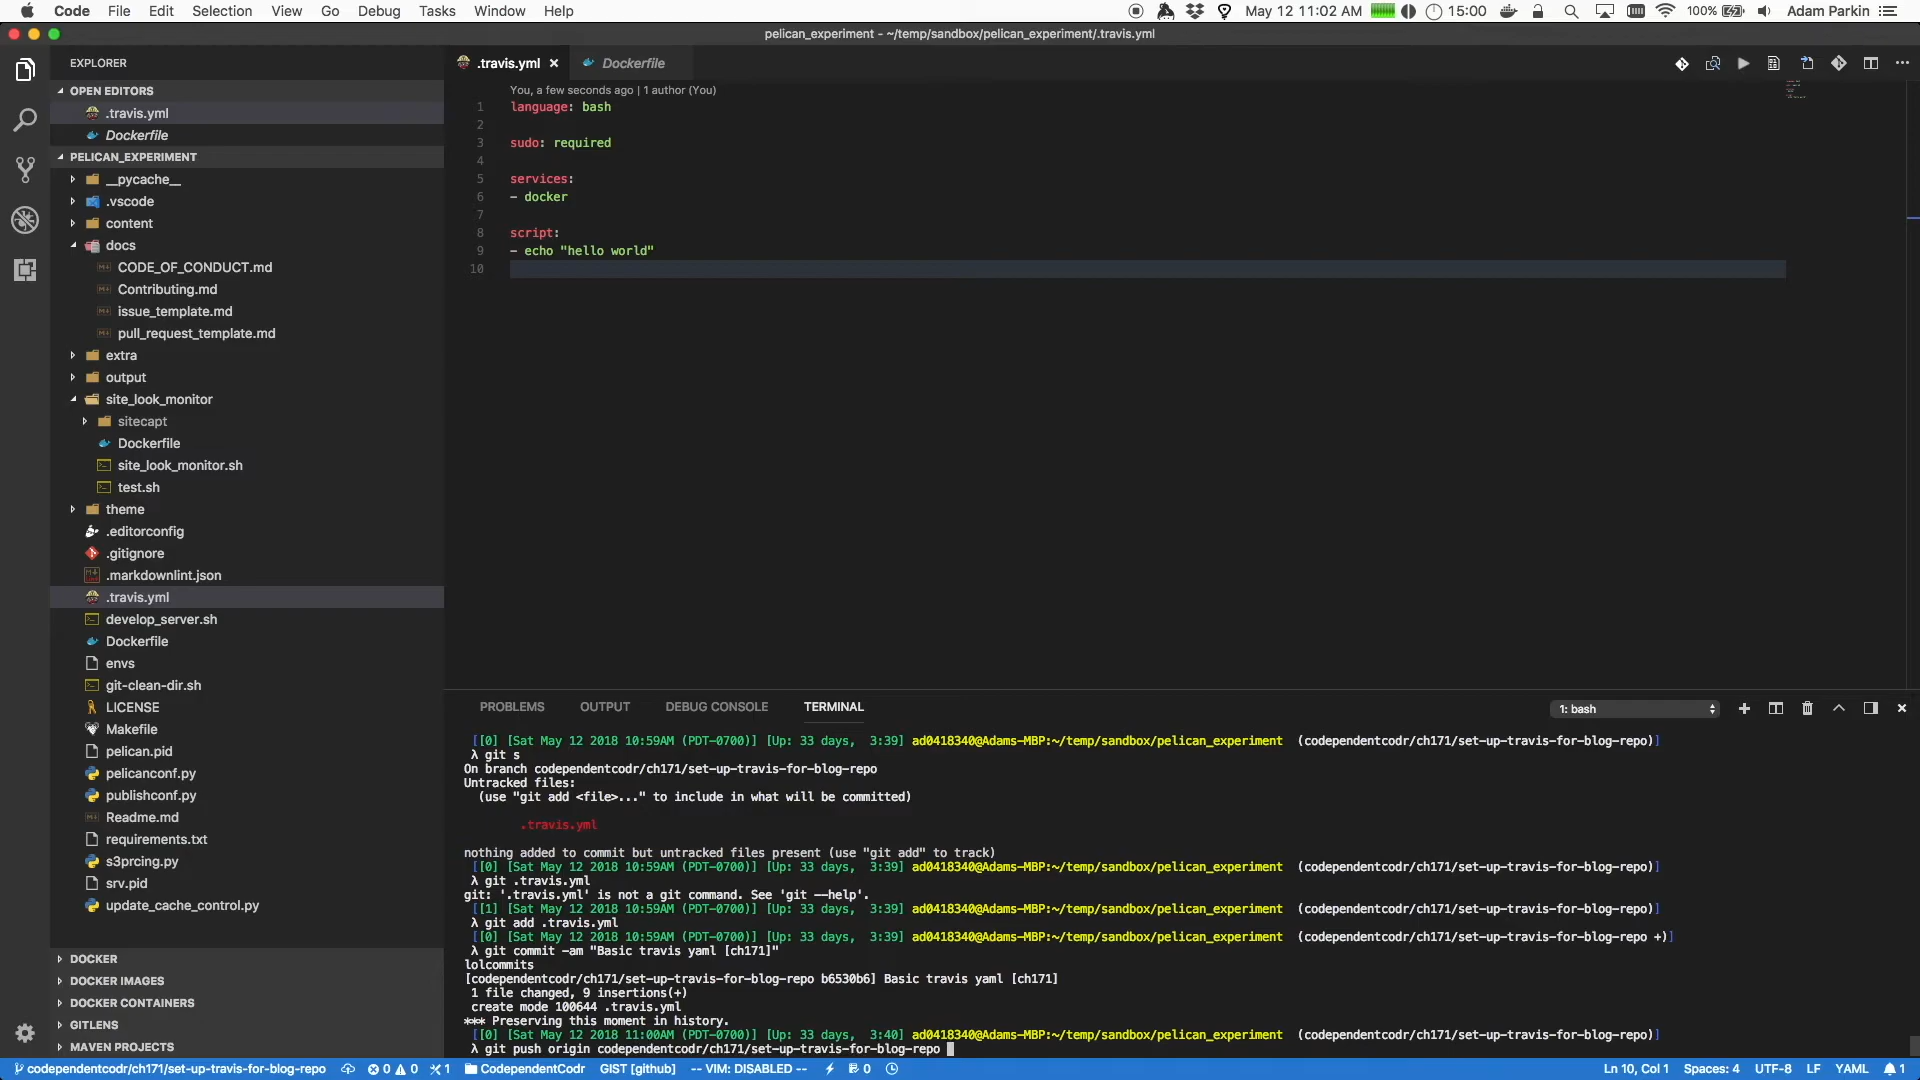 Code File Edit Selection View Go Debug Tasks Window Help
May 12 11:02 AM 15:00 100% Adam Parkin
pelican_experiment - ~/temp/sandbox/pelican_experiment/.travis.yml
EXPLORER
OPEN EDITORS
.travis.yml
Dockerfile
PELICAN_EXPERIMENT
__pycache__
.vscode
content
docs
CODE_OF_CONDUCT.md
Contributing.md
issue_template.md
pull_request_template.md
extra
output
site_look_monitor
sitecapt
Dockerfile
site_look_monitor.sh
test.sh
theme
.editorconfig
.gitignore
.markdownlint.json
.travis.yml
develop_server.sh
Dockerfile
envs
git-clean-dir.sh
LICENSE
Makefile
pelican.pid
pelicanconf.py
publishconf.py
Readme.md
requirements.txt
s3prcing.py
srv.pid
update_cache_control.py
DOCKER
DOCKER IMAGES
DOCKER CONTAINERS
GITLENS
MAVEN PROJECTS
.travis.yml Dockerfile
You, a few seconds ago | 1 author (You)
1 language: bash
2
3 sudo: required
4
5 services:
6 - docker
7
8 script:
9 - echo "hello world"
10
PROBLEMS OUTPUT DEBUG CONSOLE TERMINAL 1: bash
[[0] [Sat May 12 2018 10:59AM (PDT-0700)] [Up: 33 days, 3:39] ad0418340@Adams-MBP:~/temp/sandbox/pelican_experiment (codependentcodr/ch171/set-up-travis-for-blog-repo)]
λ git s
On branch codependentcodr/ch171/set-up-travis-for-blog-repo
Untracked files:
(use "git add <file>..." to include in what will be committed)
.travis.yml
nothing added to commit but untracked files present (use "git add" to track)
[[0] [Sat May 12 2018 10:59AM (PDT-0700)] [Up: 33 days, 3:39] ad0418340@Adams-MBP:~/temp/sandbox/pelican_experiment (codependentcodr/ch171/set-up-travis-for-blog-repo)]
λ git .travis.yml
git: '.travis.yml' is not a git command. See 'git --help'.
[[1] [Sat May 12 2018 10:59AM (PDT-0700)] [Up: 33 days, 3:39] ad0418340@Adams-MBP:~/temp/sandbox/pelican_experiment (codependentcodr/ch171/set-up-travis-for-blog-repo)]
λ git add .travis.yml
[[0] [Sat May 12 2018 10:59AM (PDT-0700)] [Up: 33 days, 3:39] ad0418340@Adams-MBP:~/temp/sandbox/pelican_experiment (codependentcodr/ch171/set-up-travis-for-blog-repo +)]
λ git commit -am "Basic travis yaml [ch171]"
lolcommits
[codependentcodr/ch171/set-up-travis-for-blog-repo b6530b6] Basic travis yaml [ch171]
1 file changed, 9 insertions(+)
create mode 100644 .travis.yml
*** Preserving this moment in history.
[[0] [Sat May 12 2018 11:00AM (PDT-0700)] [Up: 33 days, 3:40] ad0418340@Adams-MBP:~/temp/sandbox/pelican_experiment (codependentcodr/ch171/set-up-travis-for-blog-repo)]
λ git push origin codependentcodr/ch171/set-up-travis-for-blog-repo
codependentcodr/ch171/set-up-travis-for-blog-repo 0 0 1 CodependentCodr GIST [github] -- VIM: DISABLED -- 0 Ln 10, Col 1 Spaces: 4 UTF-8 LF YAML 1